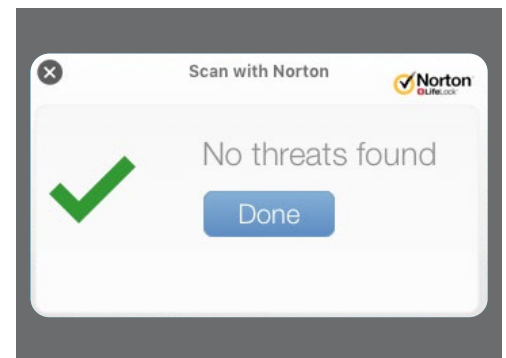 Scan with Norton
Norton
LifeLock
No threats found
Done